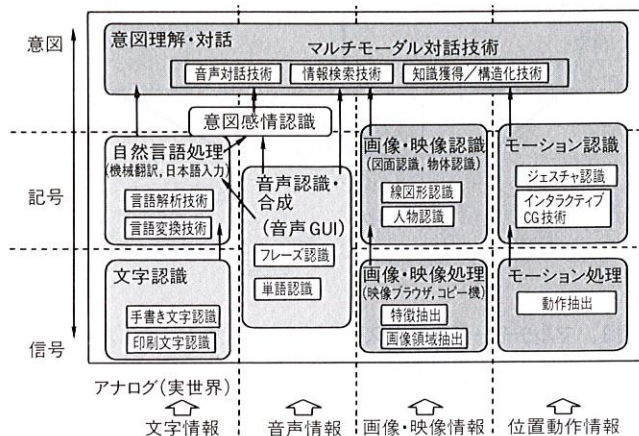 意図
意図理解・対話
マルチモーダル対話技術
音声対話技術
情報検索技術
知識獲得/構造化技術
意図感情認識
記号
自然言語処理
(機械翻訳,日本語入力)
言語解析技術
言語変換技術
音声認識・
合成
(音声GUI)
フレーズ認識
単語認識
画像・映像認識
(図面認識,物体認識)
線図形認識
人物認識
モーション認識
ジェスチャ認識
インタラクティブ
CG技術
文字認識
手書き文字認識
印刷文字認識
画像・映像処理
(映像ブラウザ,コピー機)
特徴抽出
画像領域抽出
モーション処理
動作抽出
信号
アナログ(実世界)
文字情報
音声情報
画像・映像情報
位置動作情報